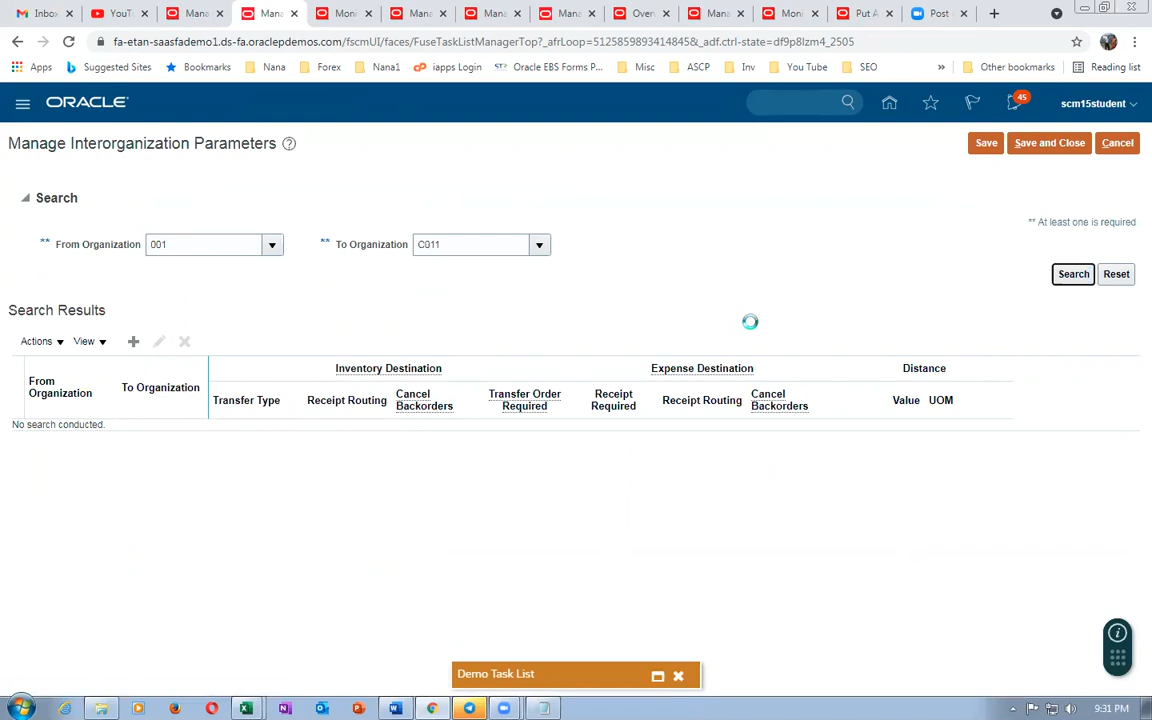 Inbox
YouTu
Mana
Mana
Moni
Mana
Mana
Mana
Over
Mana
Moni
Put A
Post
fa-etan-saasfademo1.ds-fa.oraclepdemos.com/fscmUI/faces/FuseTaskListManagerTop?_afrLoop=51258598934148458&_adf.ctrl-state=df9p8lzm4_2505
Apps
Suggested Sites
Bookmarks
Nana
Forex
Nana1
iapps Login
Oracle EBS Forms P...
Misc
ASCP
Inv
You Tube
SEO
»
Other bookmarks
Reading list
ORACLE
45
scm15student
Manage Interorganization Parameters
Save
Save and Close
Cancel
Search
** At least one is required
** From Organization 001
** To Organization C011
Search
Reset
Search Results
Actions
View
From Organization
To Organization
Inventory Destination
Expense Destination
Distance
Transfer Type
Receipt Routing
Cancel Backorders
Transfer Order Required
Receipt Required
Receipt Routing
Cancel Backorders
Value
UOM
No search conducted.
Demo Task List
9:31 PM